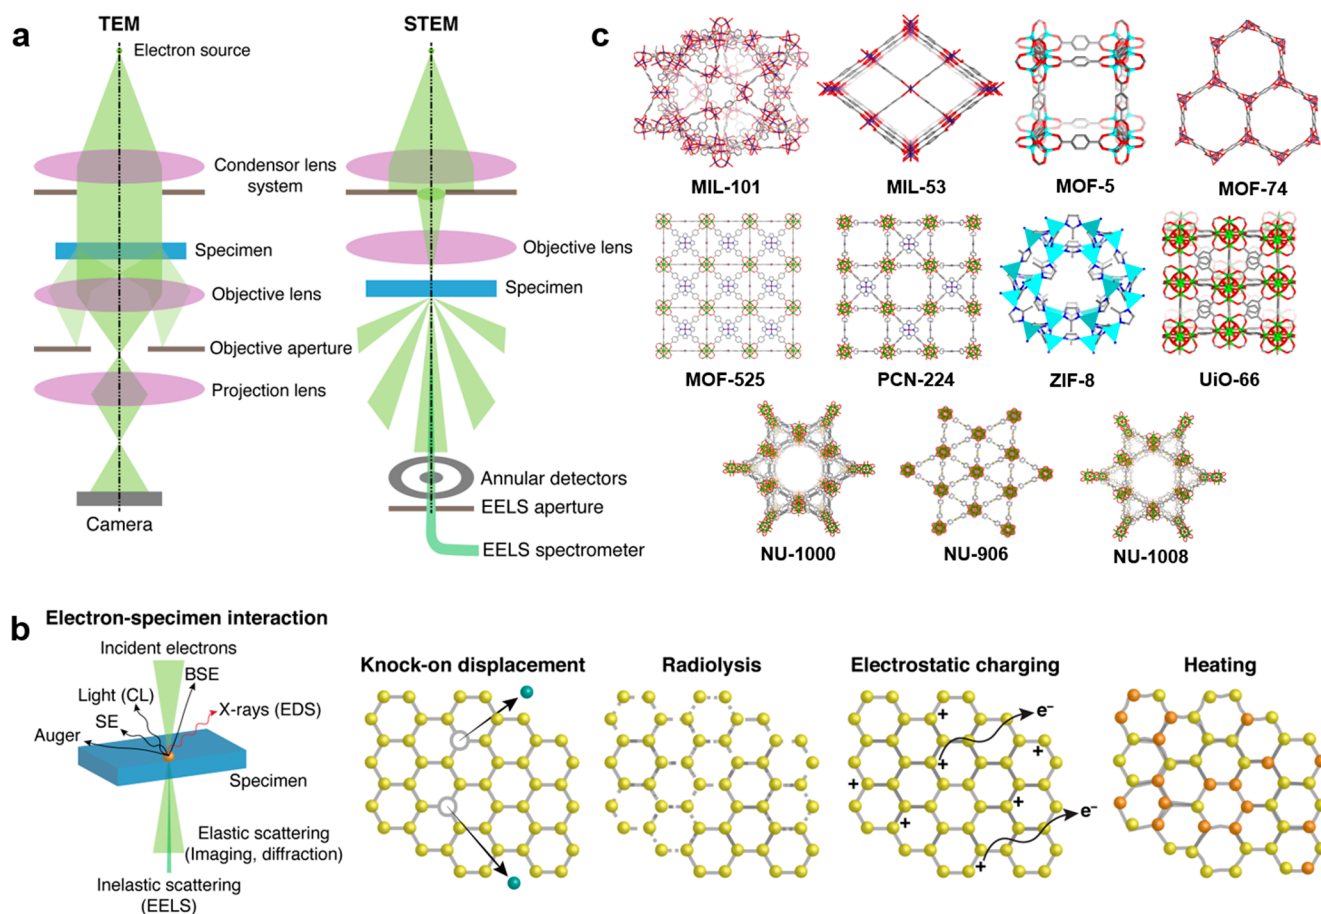 a
TEM
Electron source
Condensor lens
system
Specimen
Objective lens
Objective aperture
Projection lens
Camera
STEM
Objective lens
Specimen
Annular detectors
EELS aperture
EELS spectrometer
c
MIL-101
MIL-53
MOF-5
MOF-74
MOF-525
PCN-224
ZIF-8
UiO-66
NU-1000
NU-906
NU-1008
b
Electron-specimen interaction
Incident electrons
BSE
Light (CL)
X-rays (EDS)
SE
Auger
Specimen
Elastic scattering
(Imaging, diffraction)
Inelastic scattering
(EELS)
Knock-on displacement
Radiolysis
Electrostatic charging
+
e⁻
+
+
+
+
+
e⁻
+
Heating